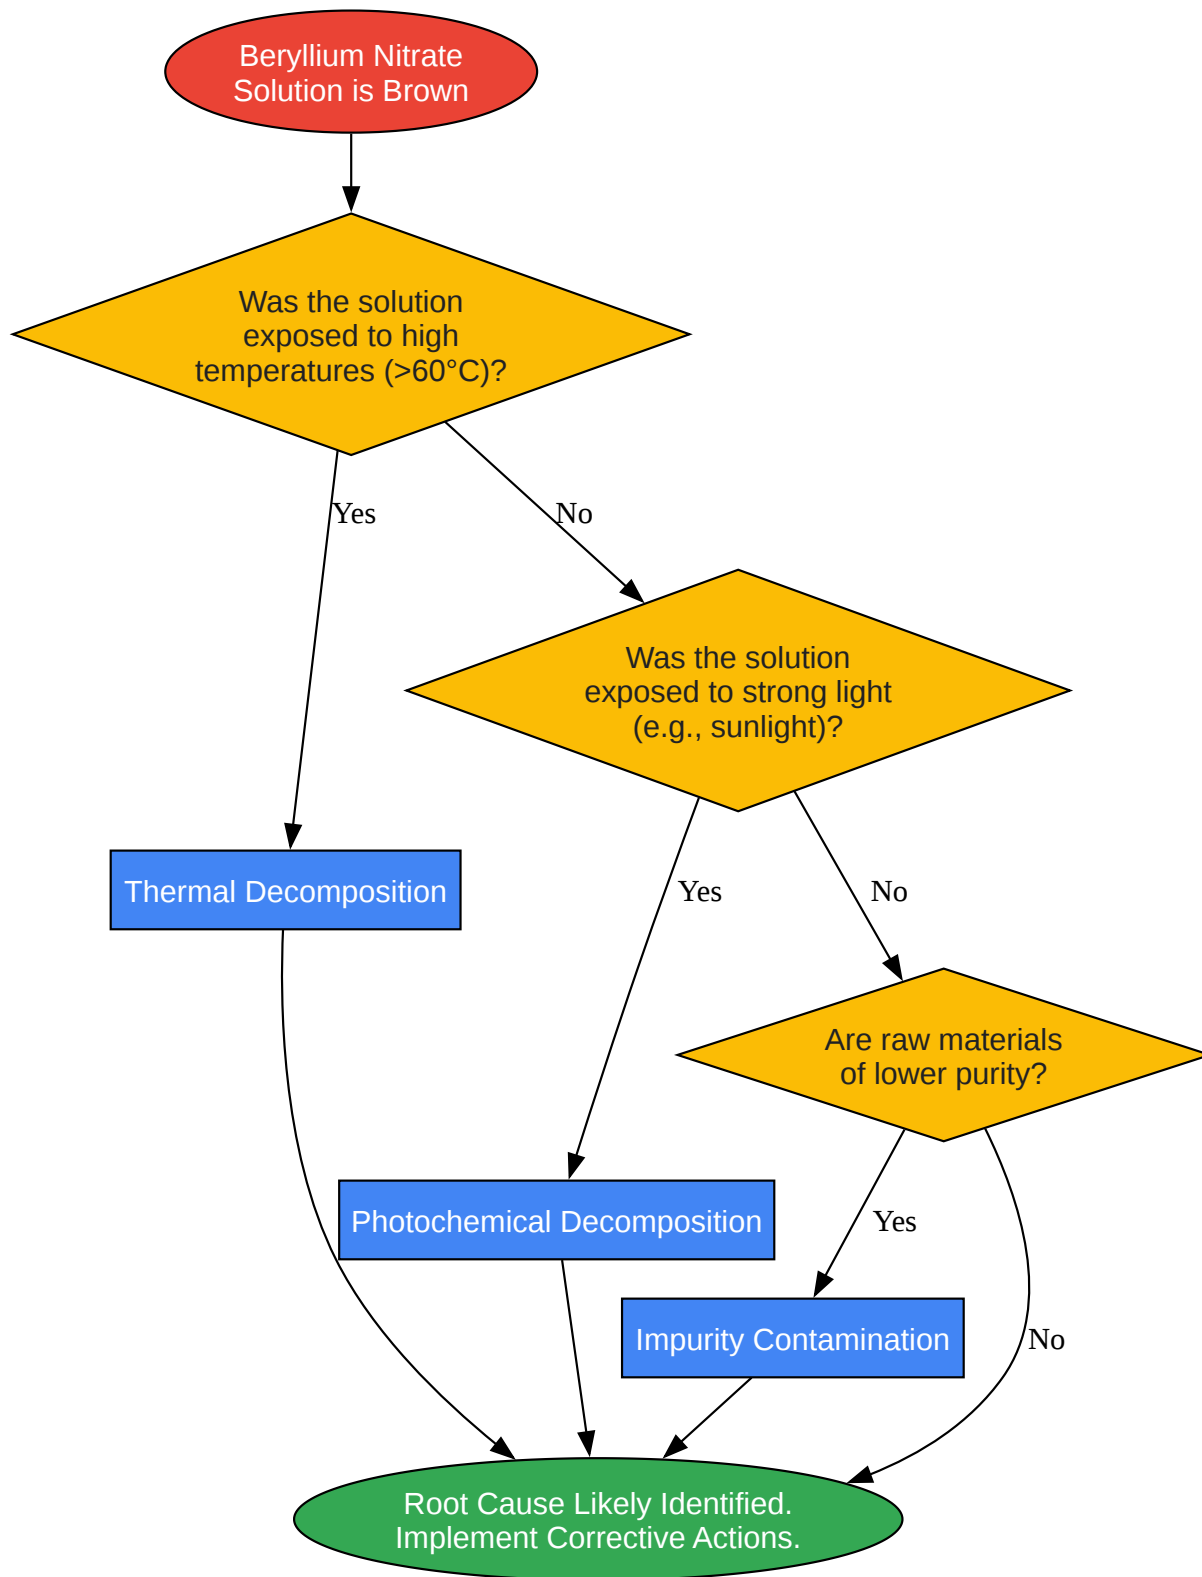 Beryllium Nitrate
Solution is Brown
Was the solution
exposed to high
temperatures (>60°C)?
Yes
No
Was the solution
exposed to strong light
(e.g., sunlight)?
Thermal Decomposition
Yes
No
Are raw materials
of lower purity?
Photochemical Decomposition
Yes
Impurity Contamination
No
Root Cause Likely Identified.
Implement Corrective Actions.